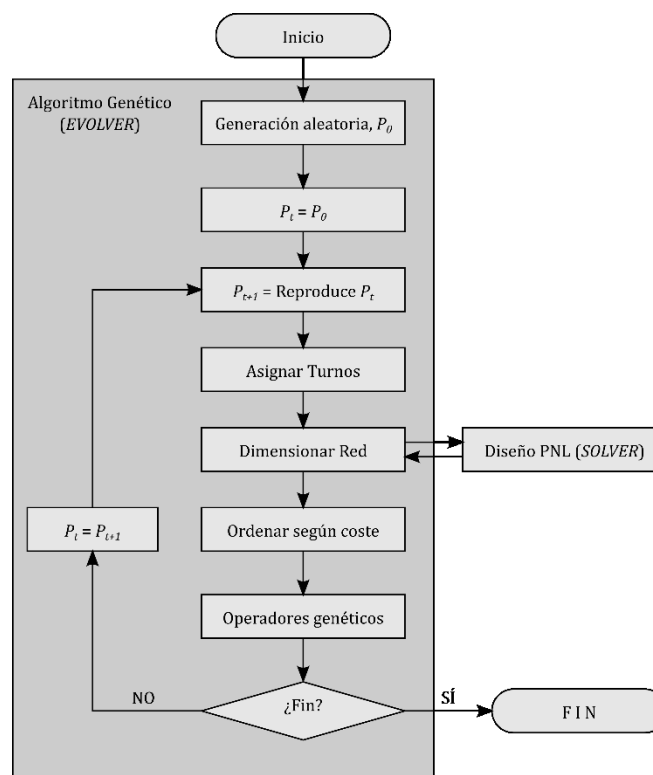 Inicio
Algoritmo Genético
(EVOLVER)
Generación aleatoria, P0
Pt = P0
Pt+1 = Reproduce Pt
Asignar Turnos
Dimensionar Red
Diseño PNL (SOLVER)
Pt = Pt+1
Ordenar según coste
Operadores genéticos
¿Fin?
NO
SÍ
F I N